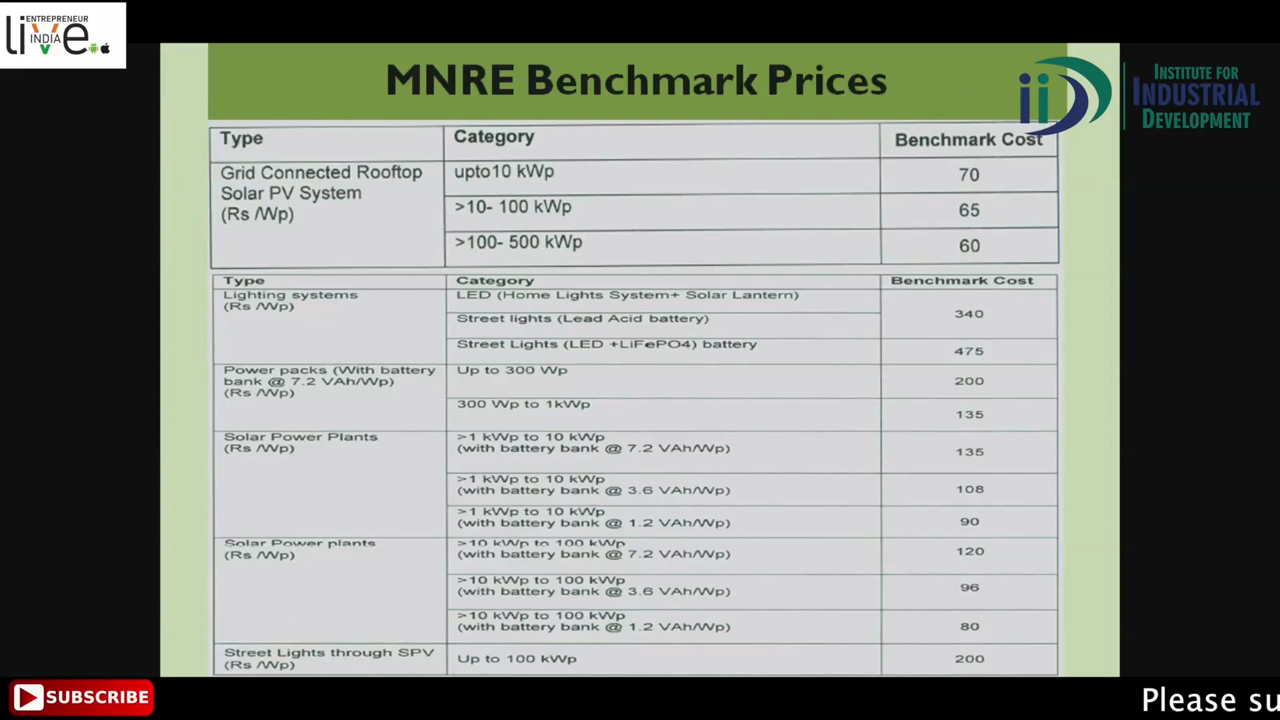 ENTREPRENEUR
INDIA
live
MNRE Benchmark Prices
INSTITUTE FOR
INDUSTRIAL
DEVELOPMENT
iiD
Type Category Benchmark Cost
Grid Connected Rooftop
Solar PV System
(Rs /Wp)
upto10 kWp 70
>10- 100 kWp 65
>100- 500 kWp 60
Type Category Benchmark Cost
Lighting systems
(Rs /Wp)
LED (Home Lights System+ Solar Lantern)
Street lights (Lead Acid battery)
340
Street Lights (LED +LiFePO4) battery
475
Power packs (With battery
bank @ 7.2 VAh/Wp)
(Rs /Wp)
Up to 300 Wp 200
300 Wp to 1kWp 135
Solar Power Plants
(Rs /Wp)
>1 kWp to 10 kWp
(with battery bank @ 7.2 VAh/Wp)
135
>1 kWp to 10 kWp
(with battery bank @ 3.6 VAh/Wp)
108
>1 kWp to 10 kWp
(with battery bank @ 1.2 VAh/Wp)
90
Solar Power plants
(Rs /Wp)
>10 kWp to 100 kWp
(with battery bank @ 7.2 VAh/Wp)
120
>10 kWp to 100 kWp
(with battery bank @ 3.6 VAh/Wp)
96
>10 kWp to 100 kWp
(with battery bank @ 1.2 VAh/Wp)
80
Street Lights through SPV
(Rs /Wp)
Up to 100 kWp 200
SUBSCRIBE
Please su